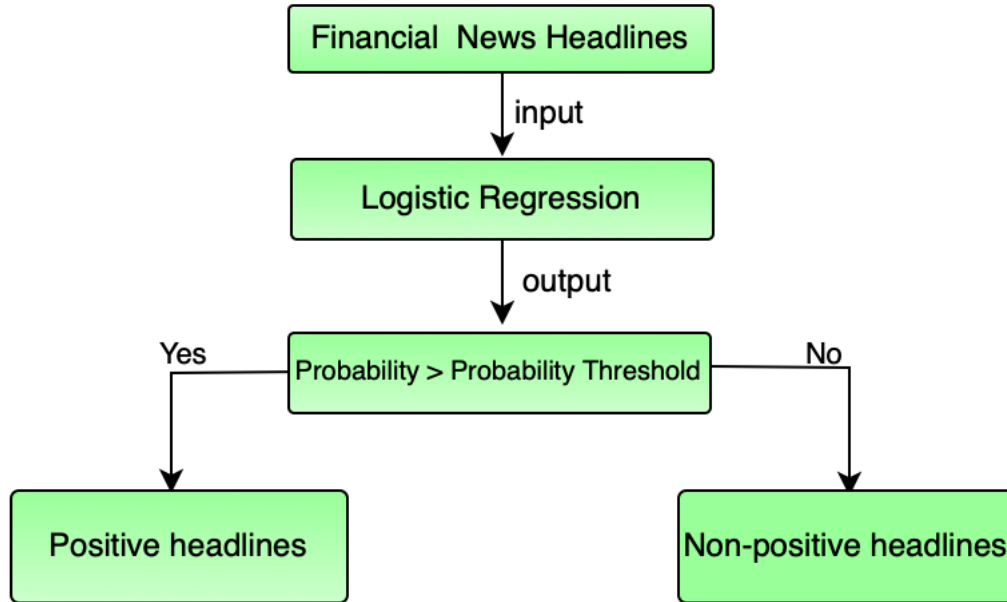 Financial News Headlines
input
Logistic Regression
output
Yes
No
Probability > Probability Threshold
Positive headlines
Non-positive headlines